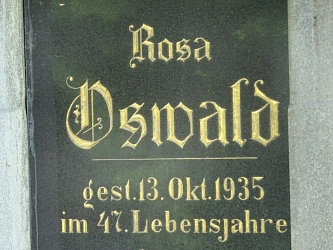 Rosa
Oswald
gest.13.Okt.1935
im 47.Lebensjahre